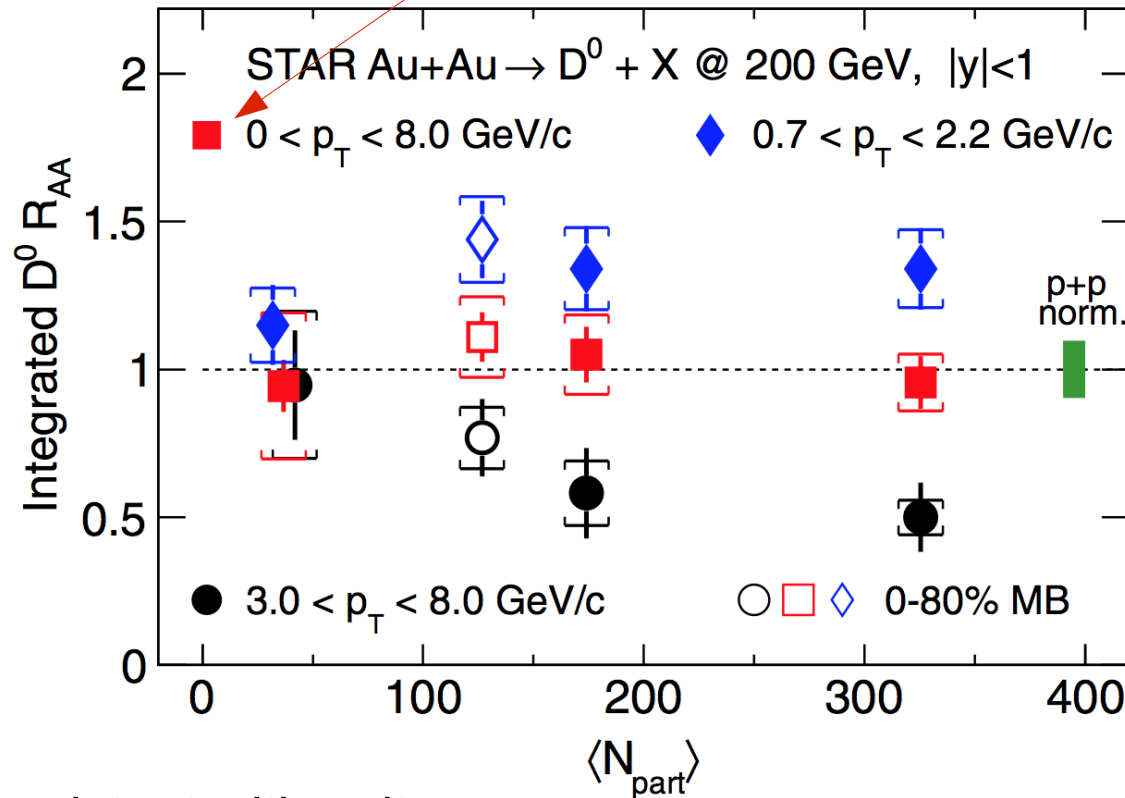 STAR Au+Au → D⁰ + X @ 200 GeV, |y|<1
0 < p_T < 8.0 GeV/c
0.7 < p_T < 2.2 GeV/c
p+p
norm.
3.0 < p_T < 8.0 GeV/c
0-80% MB
Integrated D⁰ R_AA
2
1.5
1
0.5
0
0 100 200 300 400
⟨N_part⟩